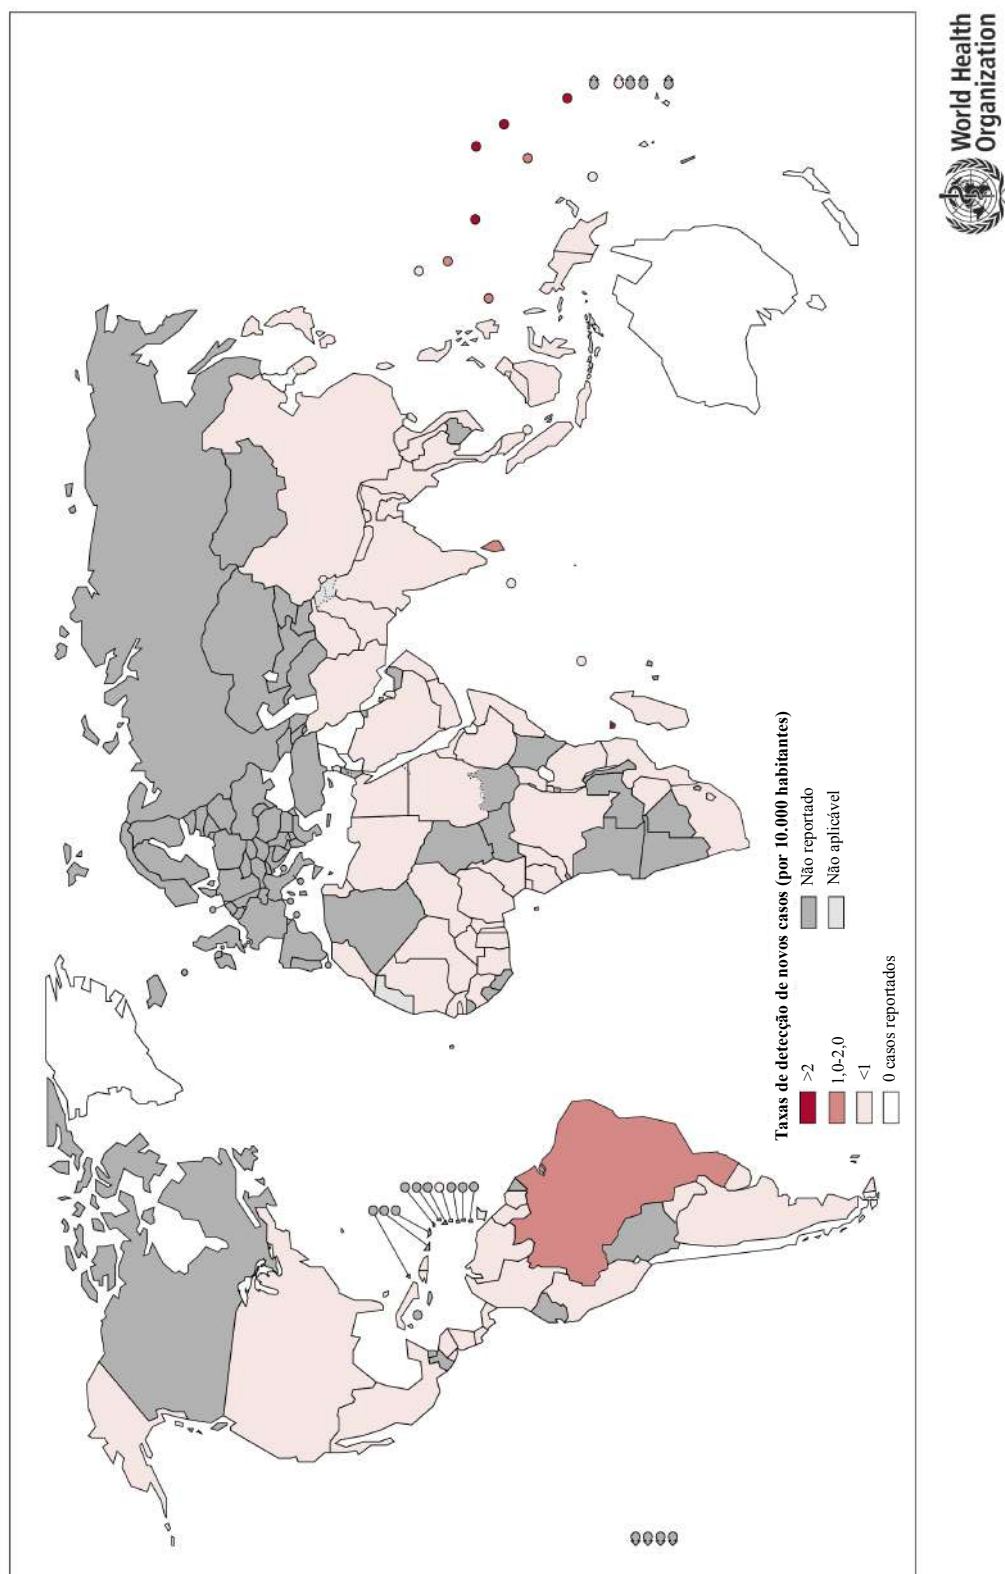 World Health
Organization
Taxas de detecção de novos casos (por 10.000 habitantes)
>2
1,0-2,0
<1
0 casos reportados
Não reportado
Não aplicável